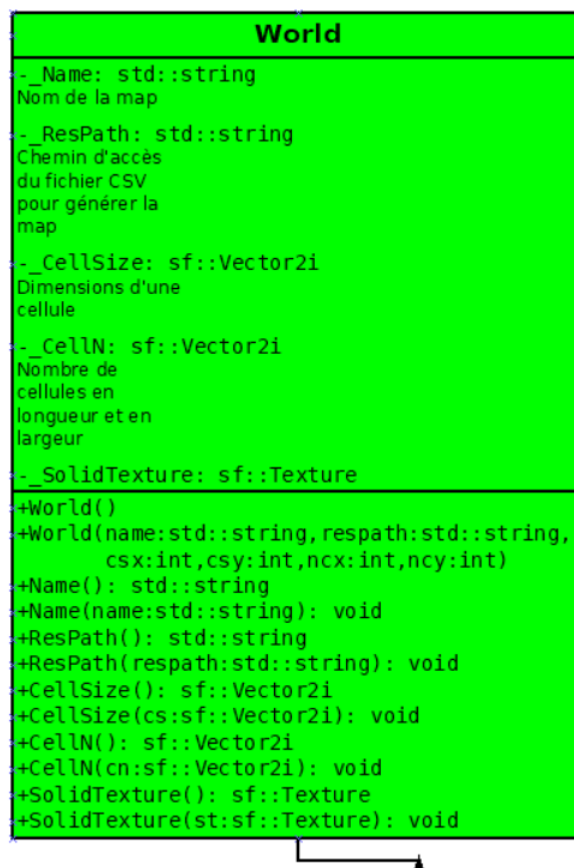 World
-_Name: std::string
Nom de la map
-_ResPath: std::string
Chemin d'accès
du fichier CSV
pour générer la
map
-_CellSize: sf::Vector2i
Dimensions d'une
cellule
-_CellN: sf::Vector2i
Nombre de
cellules en
longueur et en
largeur
-_SolidTexture: sf::Texture
+World()
+World(name:std::string,respath:std::string,
csx:int,csy:int,ncx:int,ncy:int)
+Name(): std::string
+Name(name:std::string): void
+ResPath(): std::string
+ResPath(respath:std::string): void
+CellSize(): sf::Vector2i
+CellSize(cs:sf::Vector2i): void
+CellN(): sf::Vector2i
+CellN(cn:sf::Vector2i): void
+SolidTexture(): sf::Texture
+SolidTexture(st:sf::Texture): void